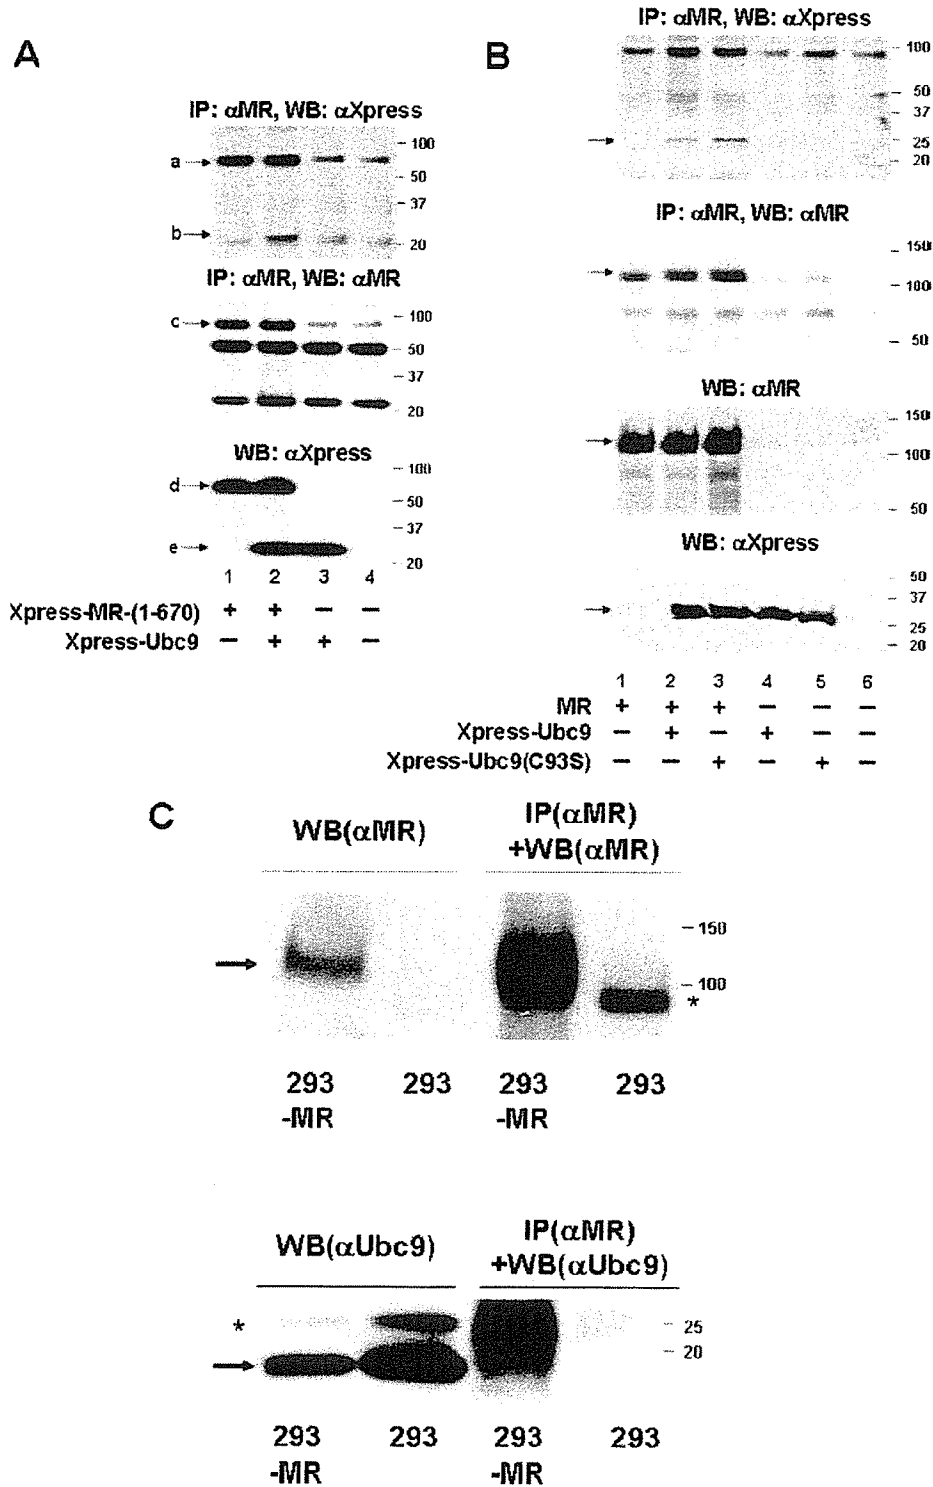 A
IP: αMR, WB: αXpress
a
100
50
37
b
20
IP: αMR, WB: αMR
c
100
50
37
20
WB: αXpress
d
100
50
37
e
20
1 2 3 4
Xpress-MR-(1-670) + + − −
Xpress-Ubc9 − + + −
B
IP: αMR, WB: αXpress
100
50
37
25
20
IP: αMR, WB: αMR
150
100
50
WB: αMR
150
100
50
WB: αXpress
50
37
25
20
1 2 3 4 5 6
MR + + + − − −
Xpress-Ubc9 − + − + − −
Xpress-Ubc9(C93S) − − + − + −
C
WB(αMR)
IP(αMR)
+WB(αMR)
150
100
*
293
-MR
293
293
-MR
293
WB(αUbc9)
IP(αMR)
+WB(αUbc9)
*
25
20
293
-MR
293
293
-MR
293